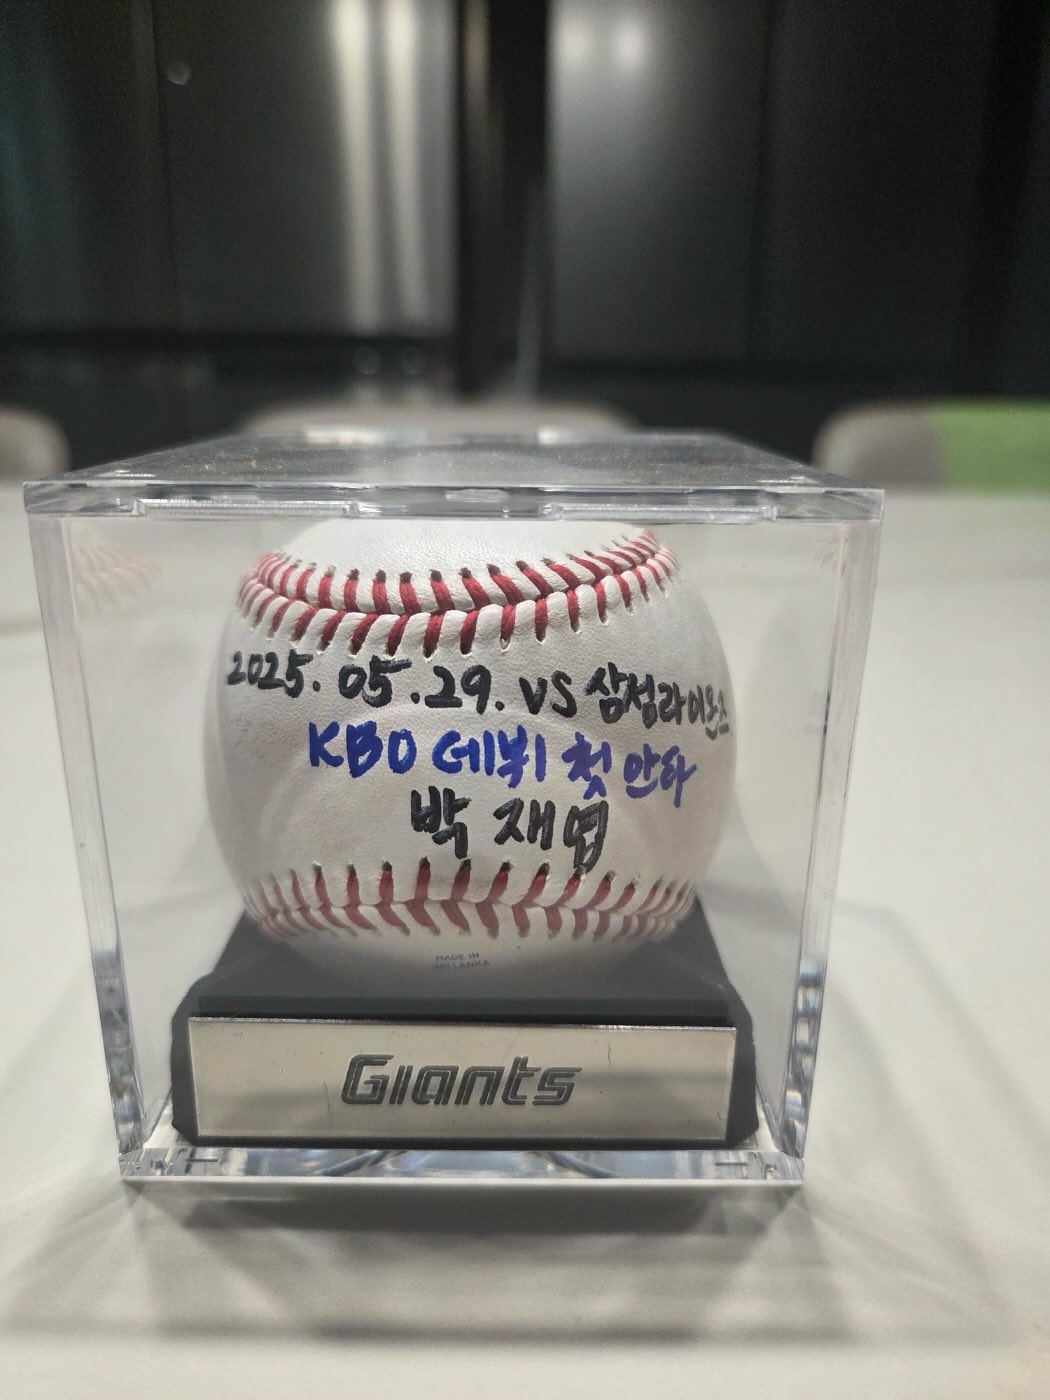 2025.05.29. VS 삼성라이온즈
KBO 데뷔 첫 안타
박재엽
MADE IN
SRI LANKA
Giants